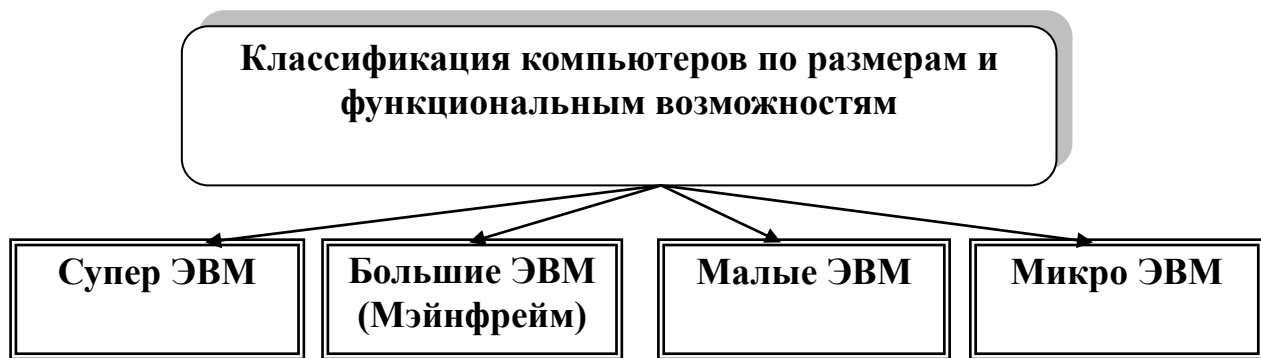 Классификация компьютеров по размерам и
функциональным возможностям
Супер ЭВМ
Большие ЭВМ
(Мэйнфрейм)
Малые ЭВМ
Микро ЭВМ